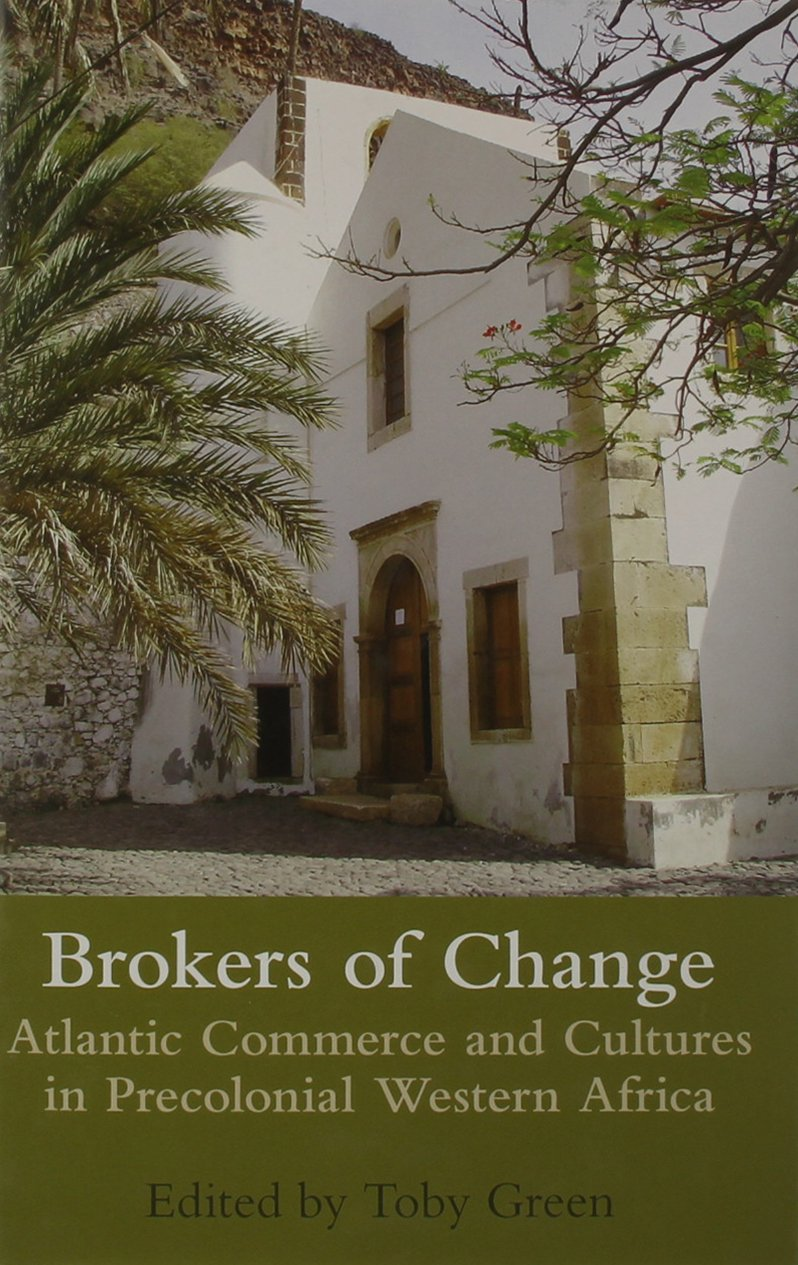 Brokers of Change
Atlantic Commerce and Cultures
in Precolonial Western Africa
Edited by Toby Green